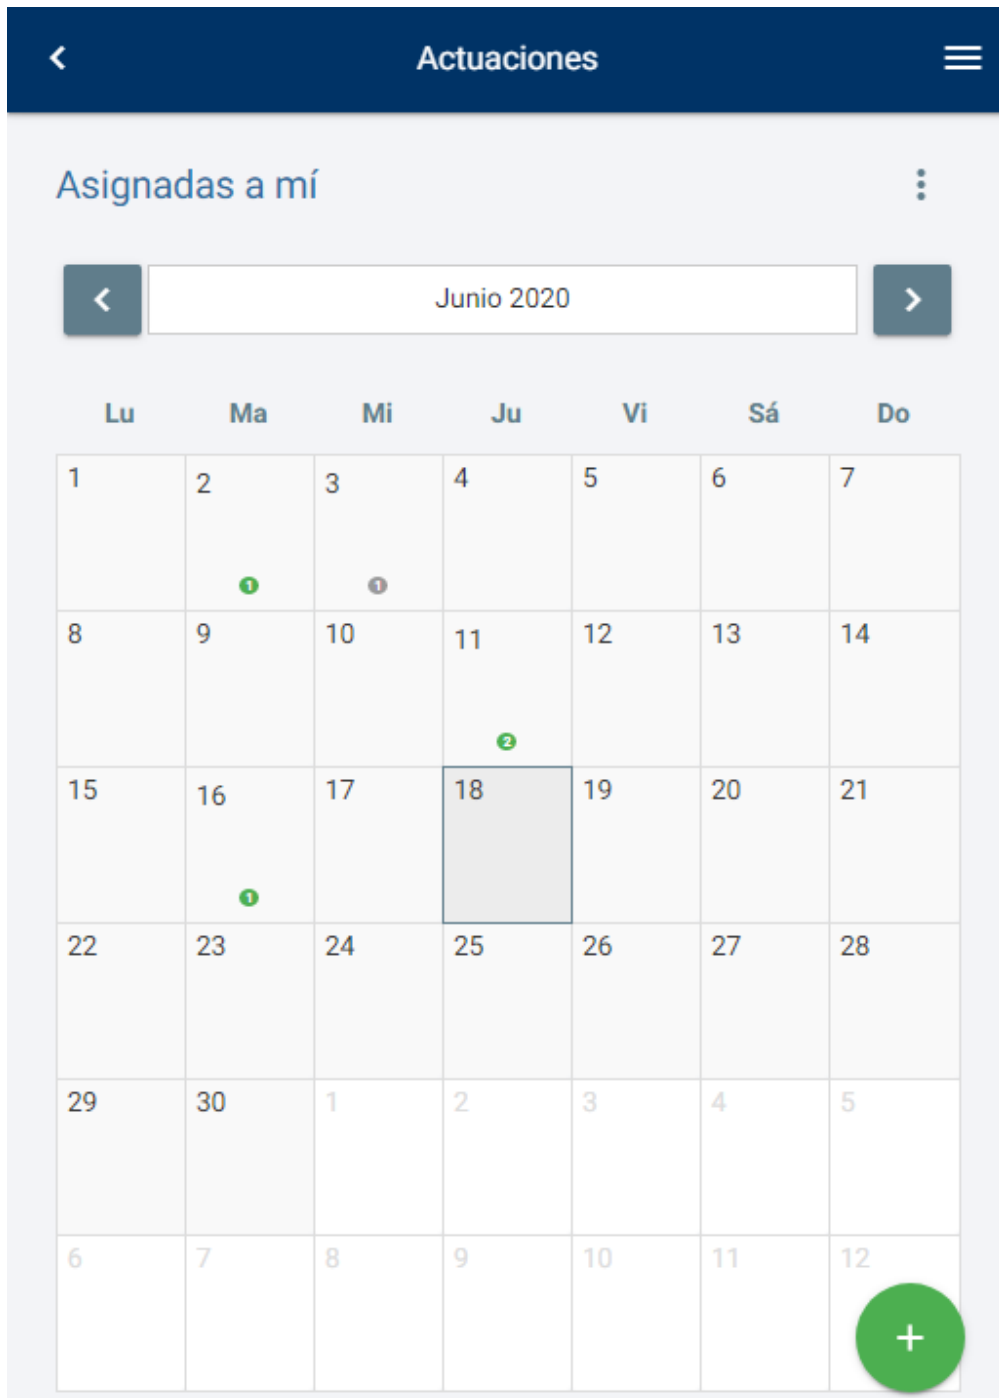 Actuaciones
Asignadas a mí
Junio 2020
Lu Ma Mi Ju Vi Sá Do
1 2 3 4 5 6 7
1 1
8 9 10 11 12 13 14
2
15 16 17 18 19 20 21
1
22 23 24 25 26 27 28
29 30 1 2 3 4 5
6 7 8 9 10 11 12
+